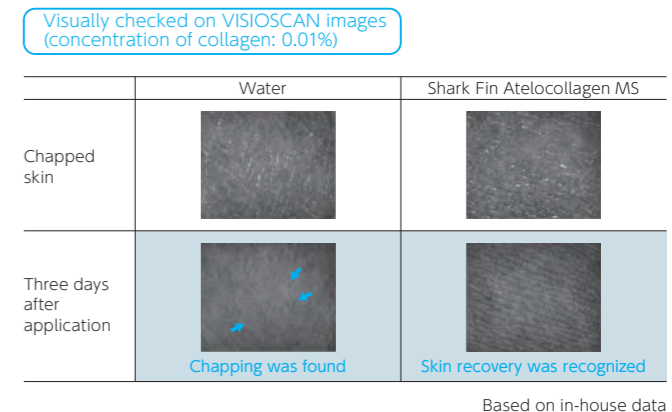 Visually checked on VISIOSCAN images
(concentration of collagen: 0.01%)
Water
Shark Fin Atelocollagen MS
Chapped
skin
Three days
after
application
Chapping was found
Skin recovery was recognized
Based on in-house data